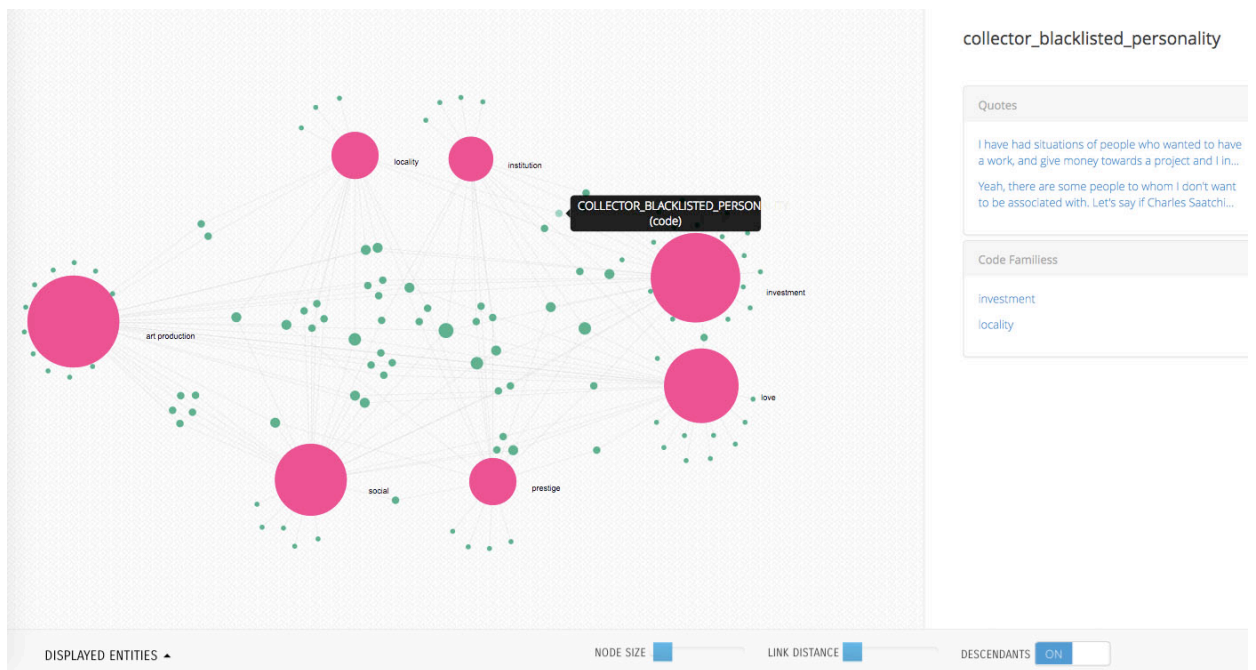 collector_blacklisted_personality
Quotes
I have had situations of people who wanted to have
a work, and give money towards a project and I in...
Yeah, there are some people to whom I don't want
to be associated with. Let's say if Charles Saatchi...
Code Familiess
investment
locality
locality
institution
COLLECTOR_BLACKLISTED_PERSON
(code)
investment
art production
love
social
prestige
DISPLAYED ENTITIES
NODE SIZE
LINK DISTANCE
DESCENDANTS ON